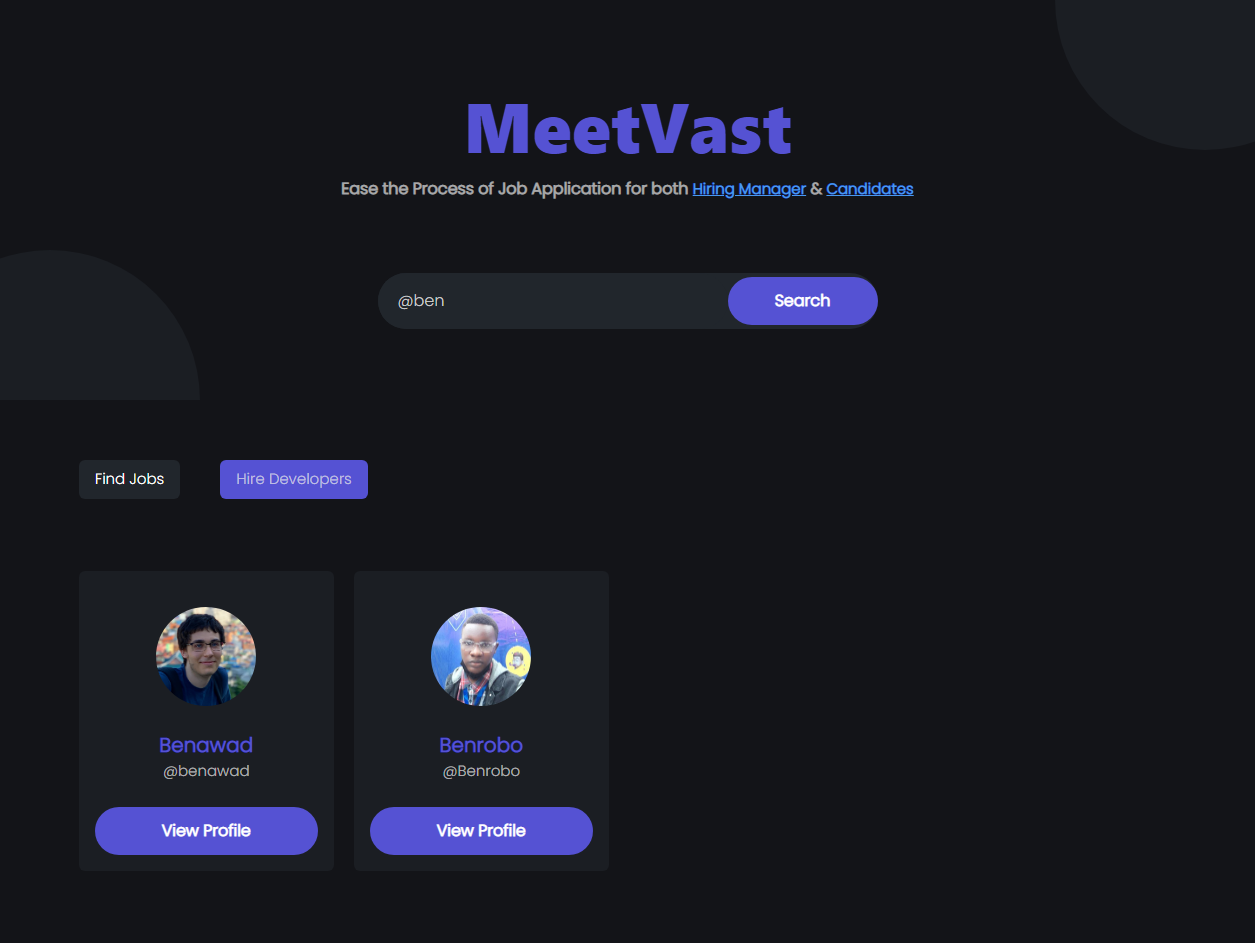 MeetVast
Ease the Process of Job Application for both Hiring Manager & Candidates
@ben
Search
Find Jobs
Hire Developers
Benawad
@benawad
View Profile
Benrobo
@Benrobo
View Profile